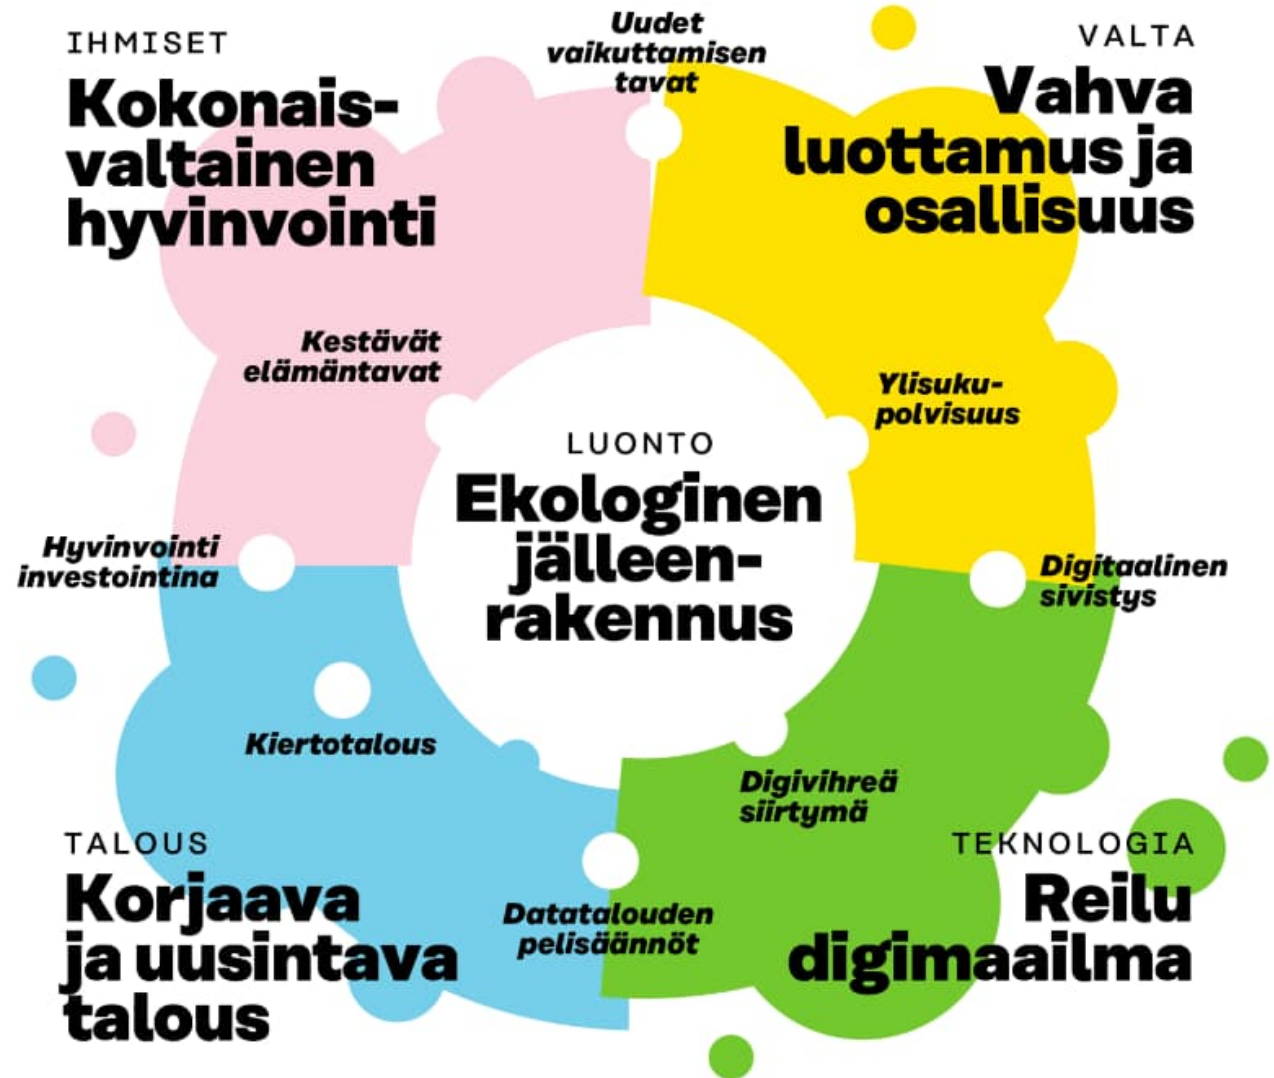 IHMISET
Kokonais-
valtainen
hyvinvointi
Uudet
vaikuttamisen
tavat
VALTA
Vahva
luottamus ja
osallisuus
Kestävät
elämäntavat
Ylisuku-
polvisuus
LUONTO
Ekologinen
jälleen-
rakennus
Hyvinvointi
investointina
Digitaalinen
sivistys
Kiertotalous
Digivihreä
siirtymä
TALOUS
Korjaava
ja uusintava
talous
Datatalouden
pelisäännöt
TEKNOLOGIA
Reilu
digimaailma